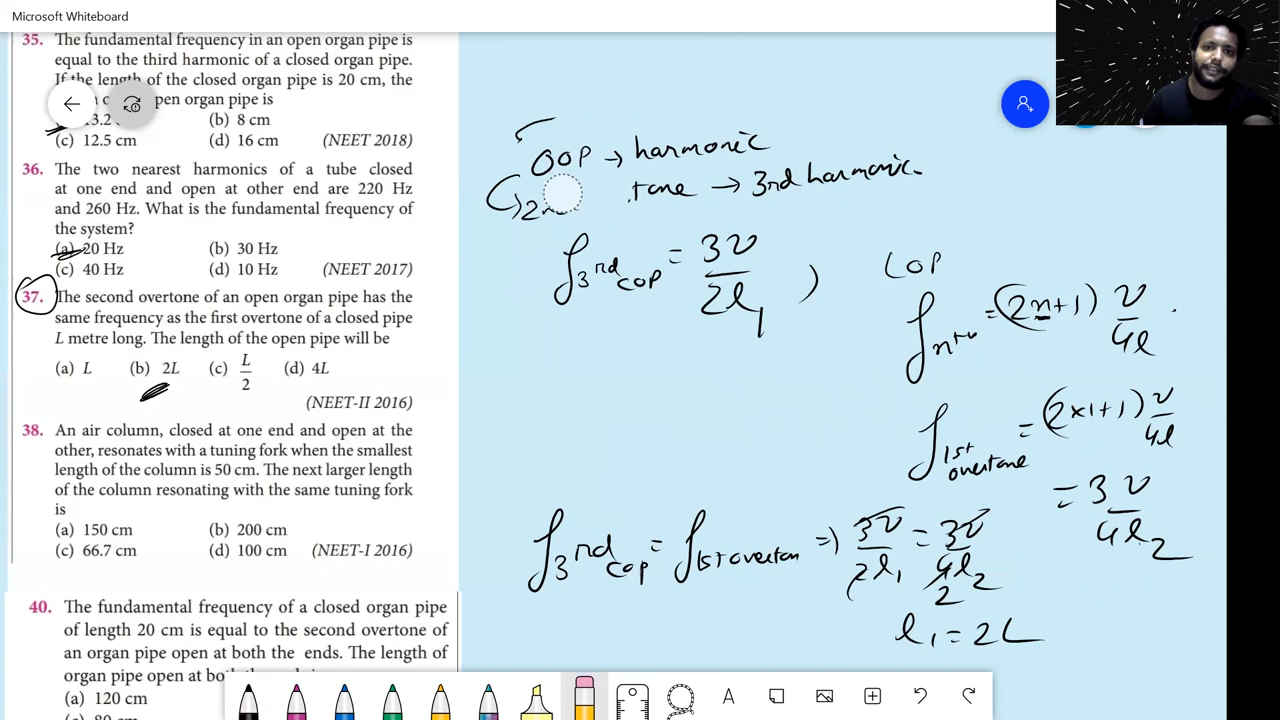 Microsoft Whiteboard
35. The fundamental frequency in an open organ pipe is
equal to the third harmonic of a closed organ pipe.
If the length of the closed organ pipe is 20 cm, the
pen organ pipe is
13.2
(b) 8 cm
(c) 12.5 cm
(d) 16 cm
(NEET 2018)
36. The two nearest harmonics of a tube closed
at one end and open at other end are 220 Hz
and 260 Hz. What is the fundamental frequency of
the system?
(a) 20 Hz
(b) 30 Hz
(c) 40 Hz
(d) 10 Hz
(NEET 2017)
37. The second overtone of an open organ pipe has the
same frequency as the first overtone of a closed pipe
L metre long. The length of the open pipe will be
(a) L (b) 2L (c) L/2 (d) 4L
(NEET-II 2016)
38. An air column, closed at one end and open at the
other, resonates with a tuning fork when the smallest
length of the column is 50 cm. The next larger length
of the column resonating with the same tuning fork
is
(a) 150 cm
(b) 200 cm
(c) 66.7 cm
(d) 100 cm
(NEET-I 2016)
40. The fundamental frequency of a closed organ pipe
of length 20 cm is equal to the second overtone of
an organ pipe open at both the ends. The length of
organ pipe open at
(a) 120 cm
OOP → harmonic
tone → 3rd harmonic.
f 3rd COP = 3v/2l1 )
COP
f nth = (2n+1) v/4l
f 1st overtone = (2x1+1) v/4l
= 3v/4l2
f 3rd COP = f 1st overton => 3v/2l1 = 3v/4l2
2
l1 = 2L
A